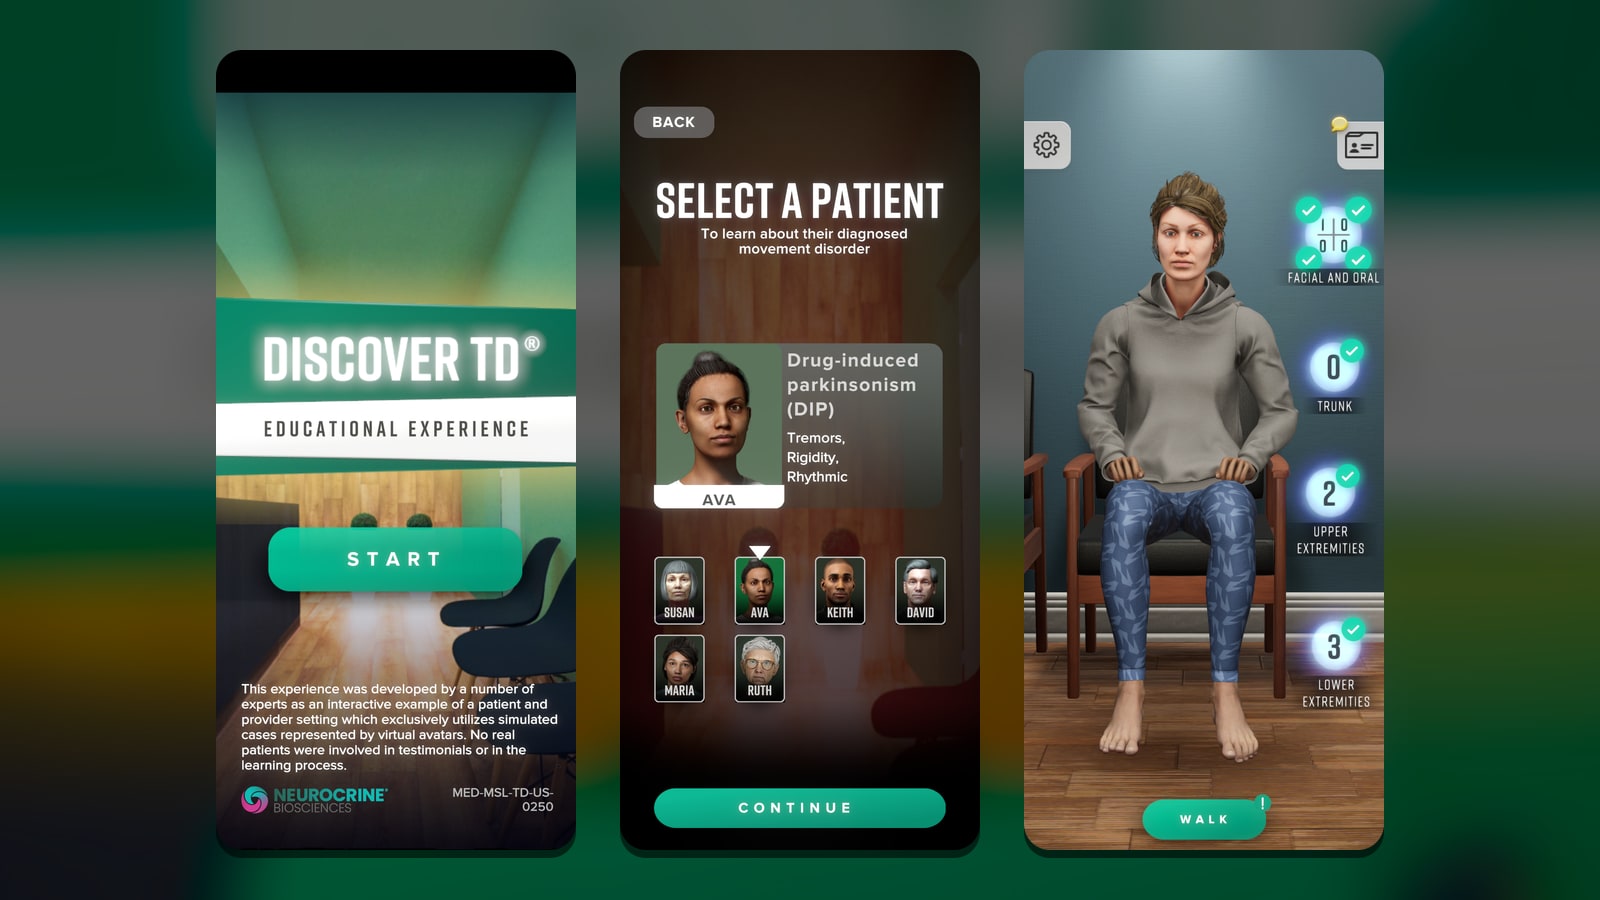 DISCOVER TD®
EDUCATIONAL EXPERIENCE
START
This experience was developed by a number of
experts as an interactive example of a patient and
provider setting which exclusively utilizes simulated
cases represented by virtual avatars. No real
patients were involved in testimonials or in the
learning process.
NEUROCRINE®
BIOSCIENCES
MED-MSL-TD-US-
0250
BACK
SELECT A PATIENT
To learn about their diagnosed
movement disorder
Drug-induced
parkinsonism
(DIP)
Tremors,
Rigidity,
Rhythmic
AVA
SUSAN
AVA
KEITH
DAVID
MARIA
RUTH
CONTINUE
1 0
0 0
FACIAL AND ORAL
0
TRUNK
2
UPPER
EXTREMITIES
3
LOWER
EXTREMITIES
!
WALK